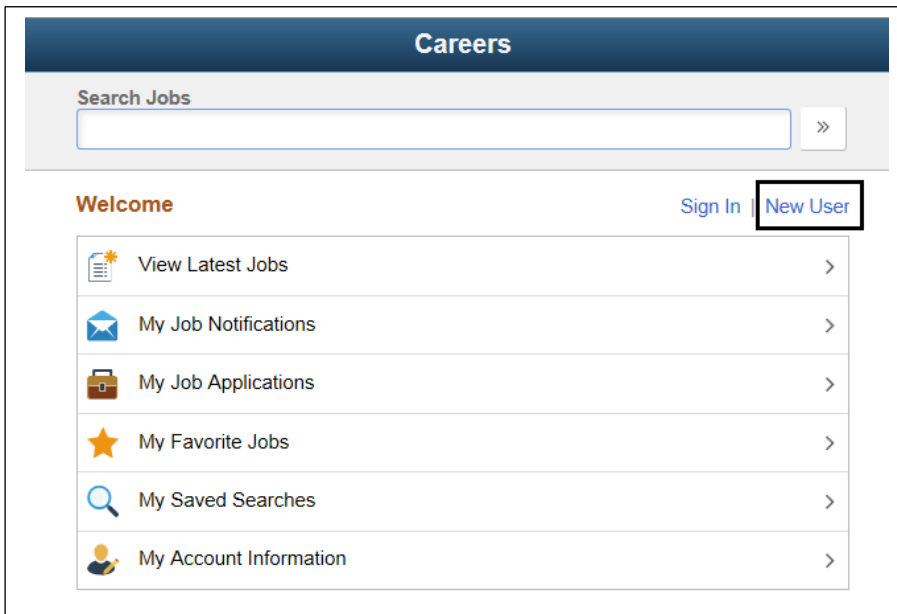 Careers
Search Jobs
»
Welcome
Sign In | New User
View Latest Jobs
My Job Notifications
My Job Applications
My Favorite Jobs
My Saved Searches
My Account Information